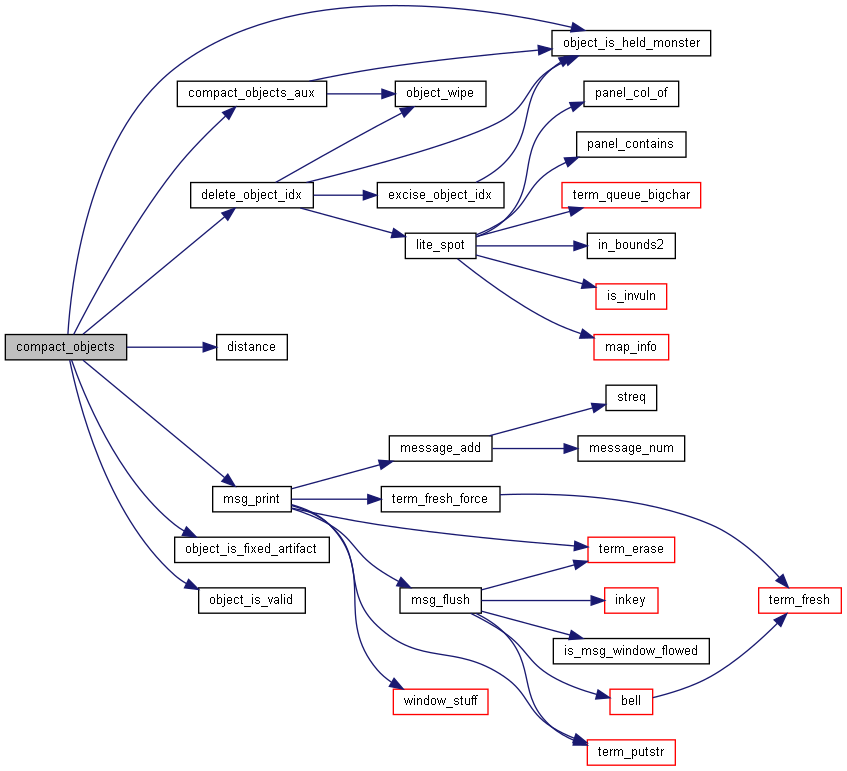 object_is_held_monster
compact_objects_aux
object_wipe
panel_col_of
panel_contains
delete_object_idx
excise_object_idx
term_queue_bigchar
lite_spot
in_bounds2
is_invuln
compact_objects
distance
map_info
streq
message_add
message_num
msg_print
term_fresh_force
object_is_fixed_artifact
term_erase
object_is_valid
msg_flush
inkey
term_fresh
is_msg_window_flowed
window_stuff
bell
term_putstr